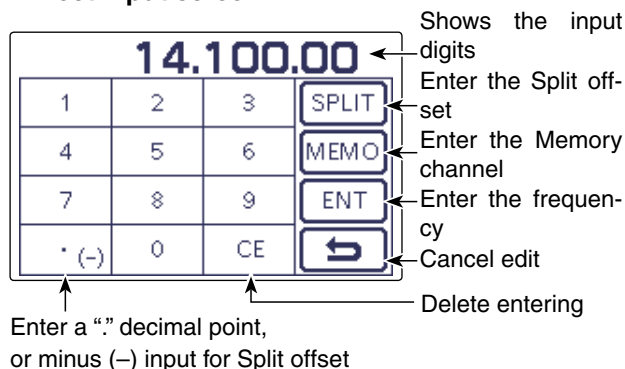 14.100.00
1 2 3 SPLIT
4 5 6 MEMO
7 8 9 ENT
· (–) 0 CE
Shows the input
digits
Enter the Split off-
set
Enter the Memory
channel
Enter the frequen-
cy
Cancel edit
Delete entering
Enter a “.” decimal point,
or minus (–) input for Split offset